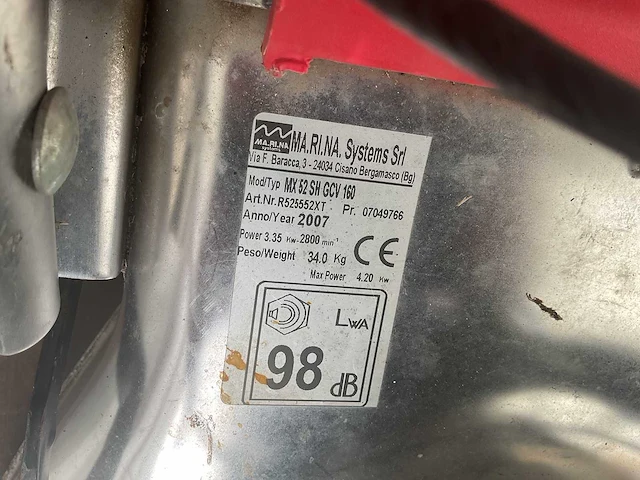 MA.RI.NA. Systems Srl
MA.RI.NA
systems
Via F. Baracca, 3 - 24034 Cisano Bergamasco (Bg)
Mod/Typ MX 52 SH GCV 160
Art.Nr. R525552XT Pr. 07049766
Anno/Year 2007
Power 3.35 Kw-2800 min⁻¹
CE
Peso/Weight 34.0 Kg
Max Power 4.20 Kw
LWA
98 dB